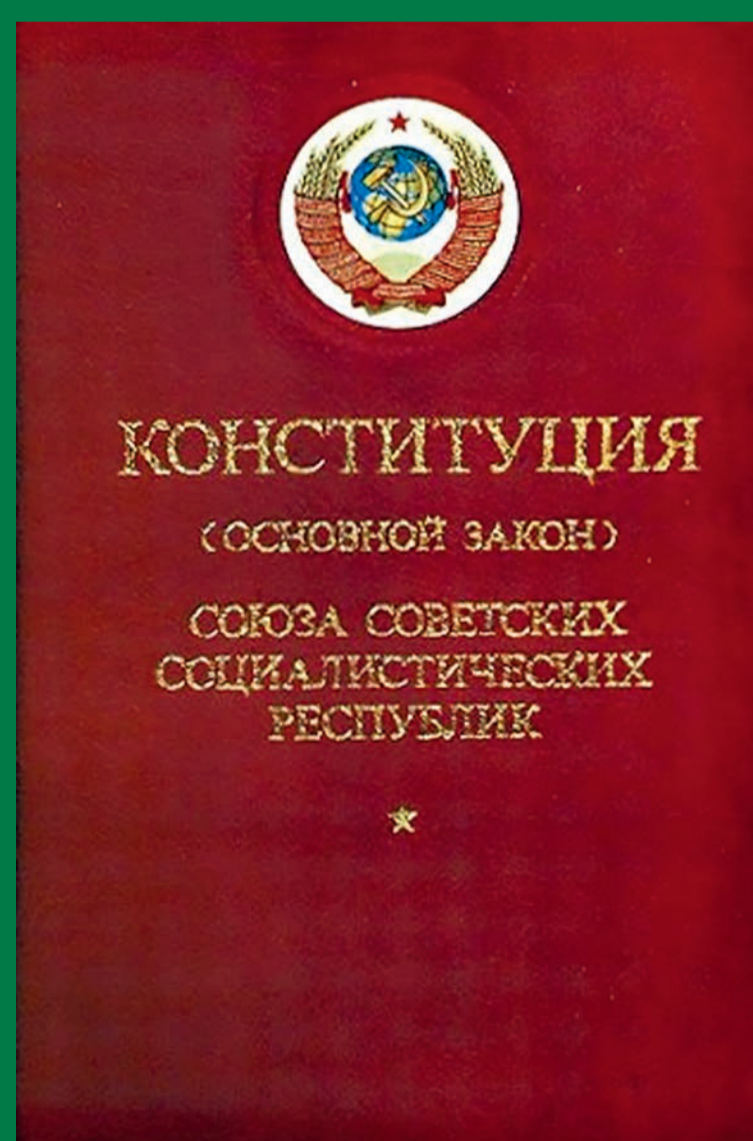 КОНСТИТУЦИЯ
(ОСНОВНОЙ ЗАКОН)
СОЮЗА СОВЕТСКИХ
СОЦИАЛИСТИЧЕСКИХ
РЕСПУБЛИК